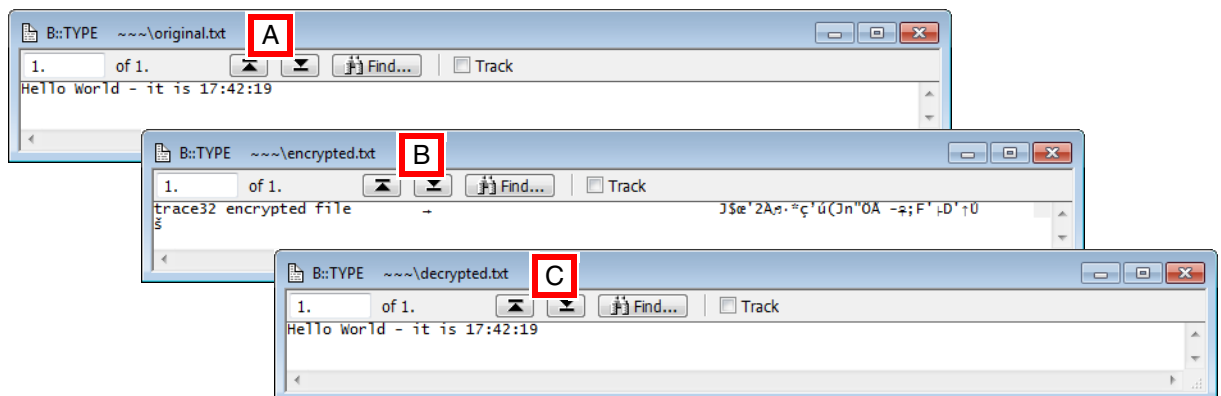 B::TYPE ~~~\original.txt A
1. of 1. Find... Track
Hello World - it is 17:42:19
B::TYPE ~~~\encrypted.txt B
1. of 1. Find... Track
trace32 encrypted file
B::TYPE ~~~\decrypted.txt C
1. of 1. Find... Track
Hello World - it is 17:42:19